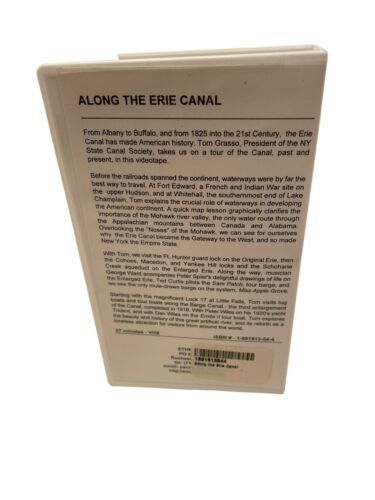 ALONG THE ERIE CANAL
From Albany to Buffalo, and from 1825 into the 21st Century, the Erie
Canal has made American history. Tom Grasso, President of the NY
State Canal Society, takes us on a tour of the Canal, past and
present, in this videotape.
Before the railroads spanned the continent, waterways were by far the
best way to travel. At Fort Edward, a French and Indian War site on
the upper Hudson, and at Whitehall, the southernmost end of Lake
Champlain, Tom explains the crucial role of waterways in developing
the American continent. A quick map lesson graphically clarifies the
importance of the Mohawk river valley, the only water route through
the Appalachian mountains between Canada and Alabama.
Overlooking the "Noses" of the Mohawk, we can see for ourselves
why the Erie Canal became the Gateway to the West, and so made
New York the Empire State.
With Tom, we visit the Ft. Hunter guard lock on the Original Erie, then
the Cohoes, Macedon, and Yankee Hill locks and the Schoharie
Creek aqueduct on the Enlarged Erie. Along the way, musician
George Ward accompanies Peter Spier's delightful engravings of
the Enlarged Erie, Ted Curtis pilots the Sam Patch, tour barge, and
we see the only mule-drawn barge on the system, Miss Apple Grove.
Starting with the magnificent Lock 17 at Little Falls, Tom visits tug
boats and tour boats along the Barge Canal - the third enlargement
of the Canal, completed in 1918. With Peter Wiles on his 1920's yacht
Trident, and with Dan Wiles on the Emita II tour boat, Tom explores
the beauty and history of this great artificial river, and its rebirth as a
timeless attraction for visitors from around the world.
57 minutes - VHS ISBN # - 1-891913-54-4
PO
Along the Erie Canal